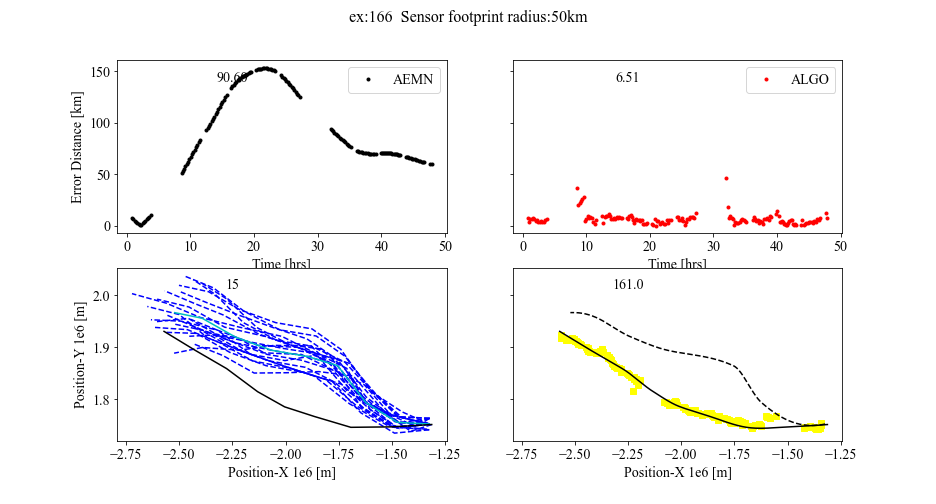 ex:166 Sensor footprint radius:50km
90.60
AEMN
6.51
ALGO
150
100
50
0
Error Distance [km]
0 10 20 30 40 50
0 10 20 30 40 50
Time [hrs]
Time [hrs]
15
161.0
2.0
1.9
1.8
Position-Y 1e6 [m]
−2.75 −2.50 −2.25 −2.00 −1.75 −1.50 −1.25
−2.75 −2.50 −2.25 −2.00 −1.75 −1.50 −1.25
Position-X 1e6 [m]
Position-X 1e6 [m]